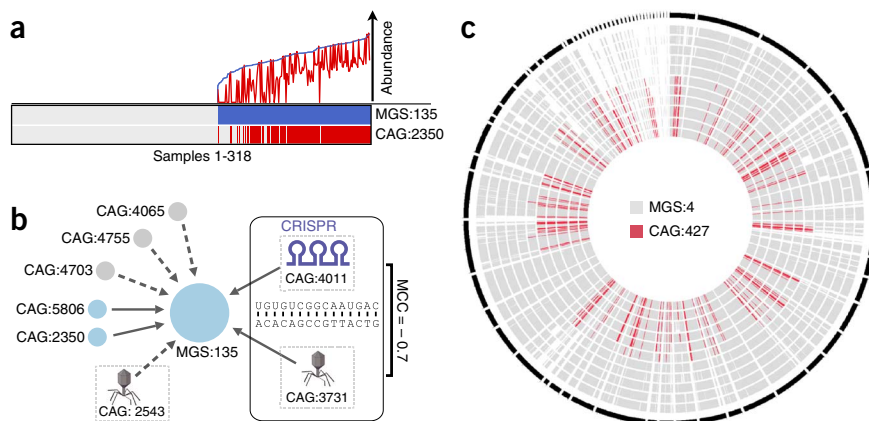 a
Abundance
MGS:135
CAG:2350
Samples 1-318
b
CAG:4065
CAG:4755
CAG:4703
CAG:5806
CAG:2350
MGS:135
CAG: 2543
CRISPR
CAG:4011
UGUGUCGGCAAUGAC
ACACAGCCGTTACTG
CAG:3731
MCC = – 0.7
c
MGS:4
CAG:427